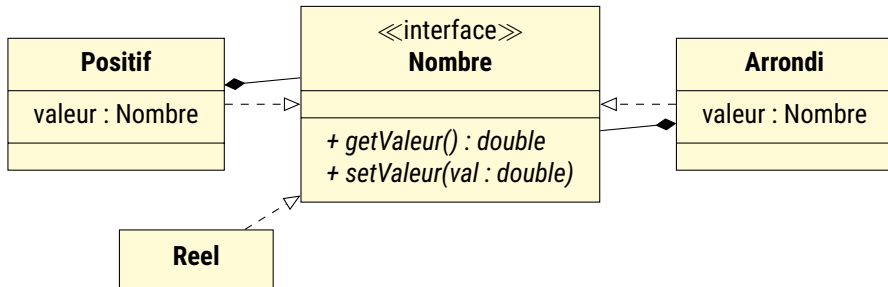 Positif
valeur : Nombre
≪interface≫
Nombre
+ getValeur() : double
+ setValeur(val : double)
Arrondi
valeur : Nombre
Reel